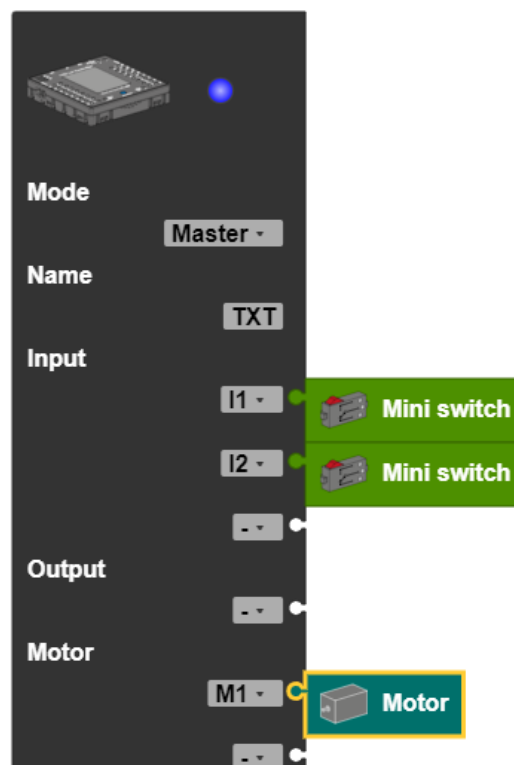 Mode
Master
Name
TXT
Input
I1
Mini switch
I2
Mini switch
-
Output
-
Motor
M1
Motor
-